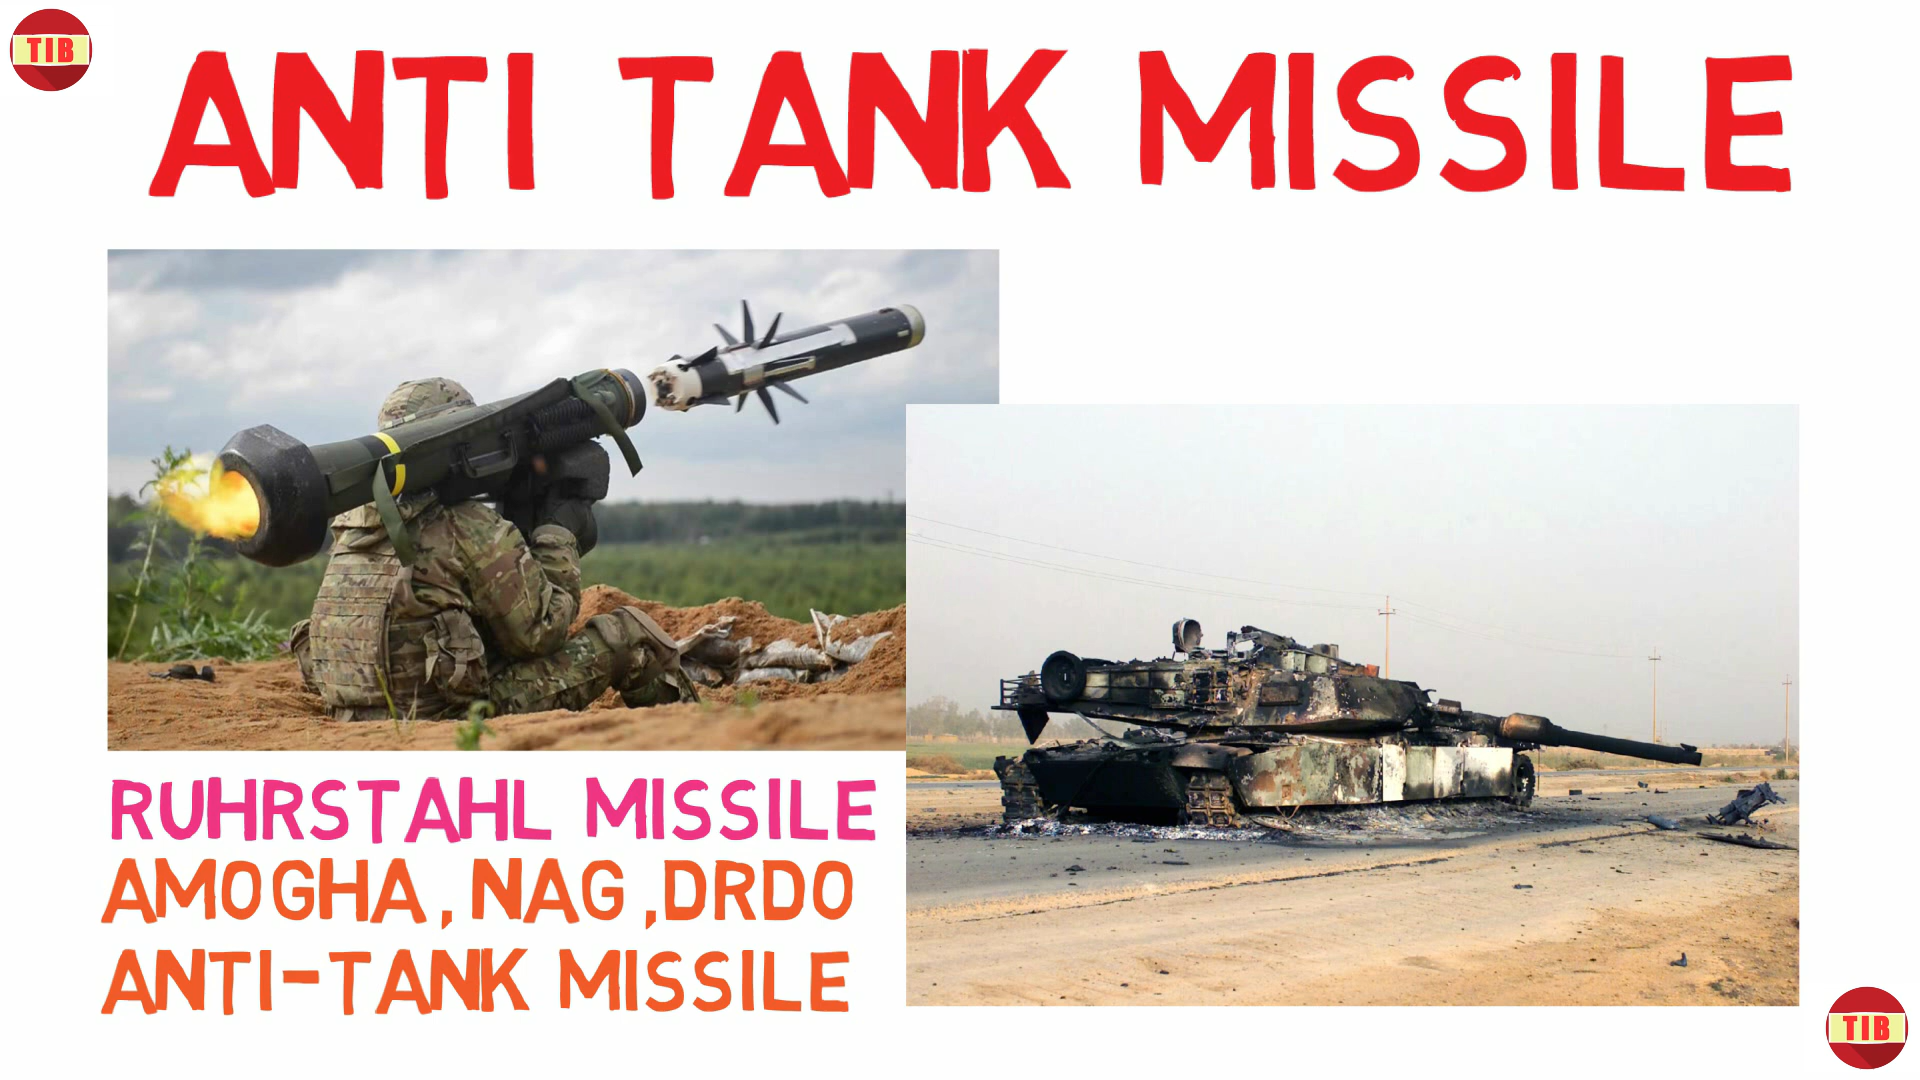 TIB
ANTI TANK MISSILE
RUHRSTAHL MISSILE
AMOGHA, NAG ,DRDO
ANTI-TANK MISSILE
TIB